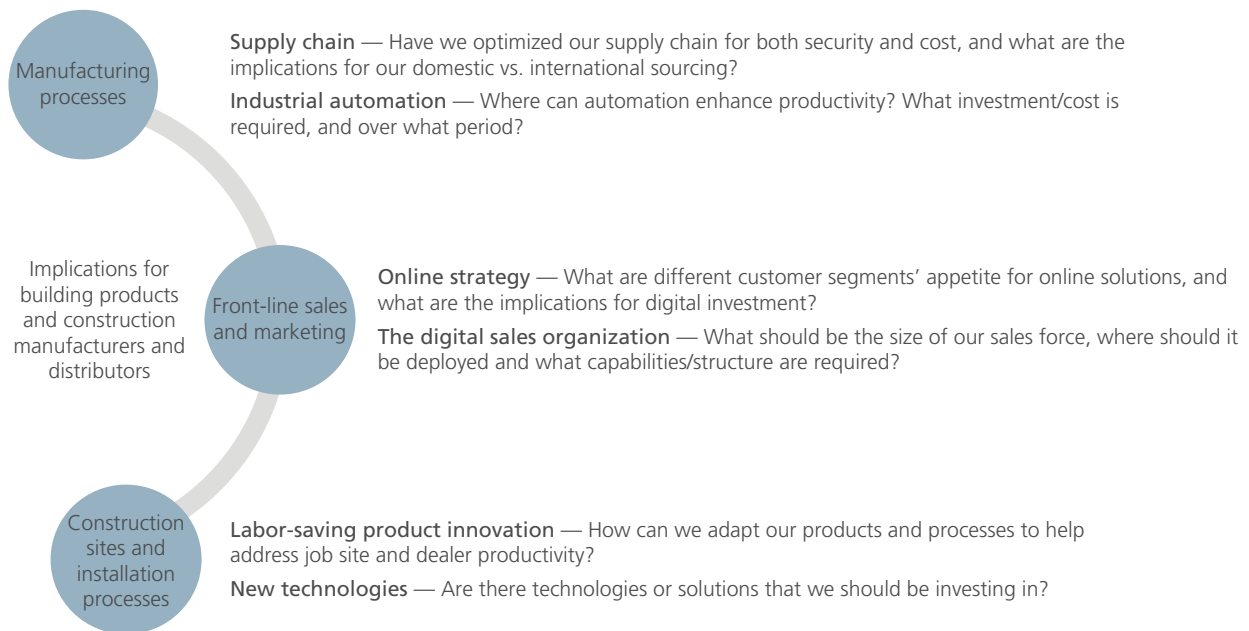 Manufacturing
processes
Supply chain — Have we optimized our supply chain for both security and cost, and what are the
implications for our domestic vs. international sourcing?
Industrial automation — Where can automation enhance productivity? What investment/cost is
required, and over what period?
Implications for
building products
and construction
manufacturers and
distributors
Front-line sales
and marketing
Online strategy — What are different customer segments’ appetite for online solutions, and
what are the implications for digital investment?
The digital sales organization — What should be the size of our sales force, where should it
be deployed and what capabilities/structure are required?
Construction
sites and
installation
processes
Labor-saving product innovation — How can we adapt our products and processes to help
address job site and dealer productivity?
New technologies — Are there technologies or solutions that we should be investing in?